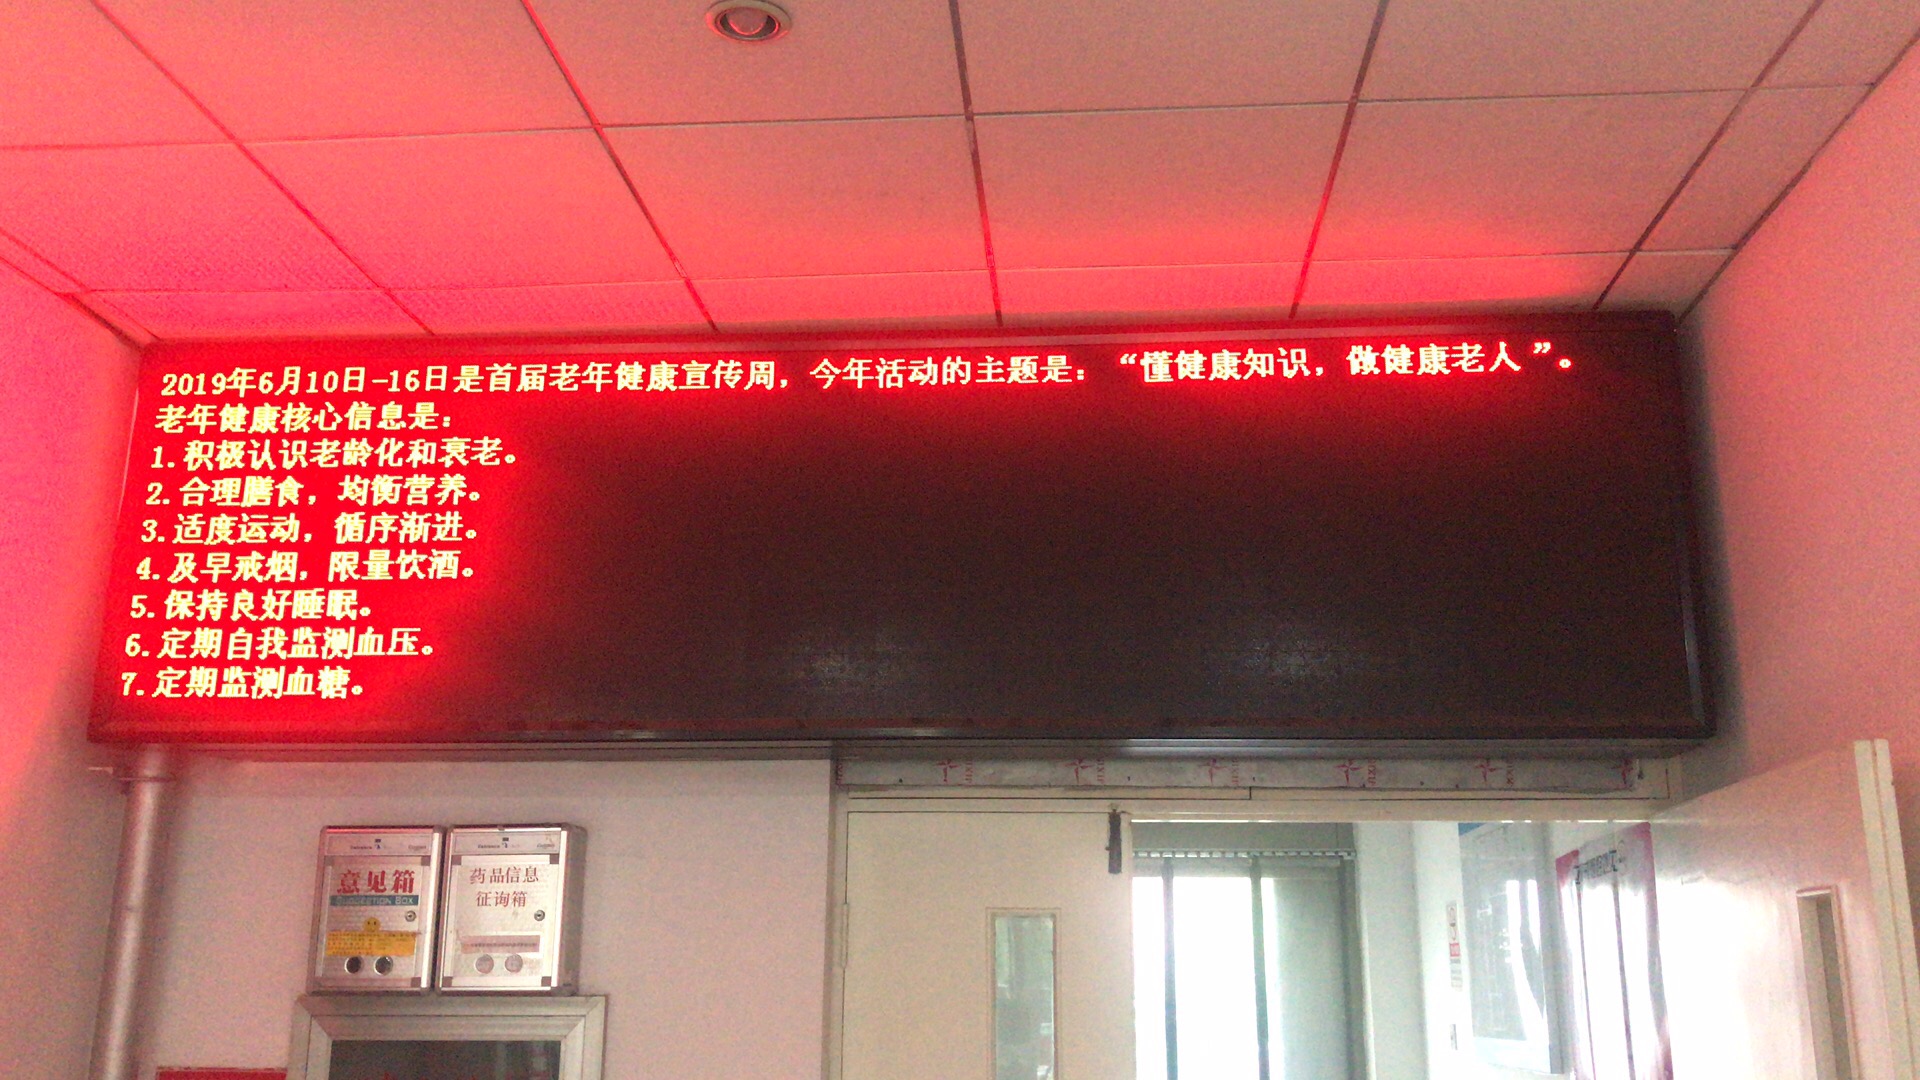 2019年6月10日-16日是首届老年健康宣传周，今年活动的主题是：“懂健康知识，做健康老人”。
老年健康核心信息是：
1.积极认识老龄化和衰老。
2.合理膳食，均衡营养。
3.适度运动，循序渐进。
4.及早戒烟，限量饮酒。
5.保持良好睡眠。
6.定期自我监测血压。
7.定期监测血糖。
意见箱
SUGGESTION BOX
药品信息
征询箱